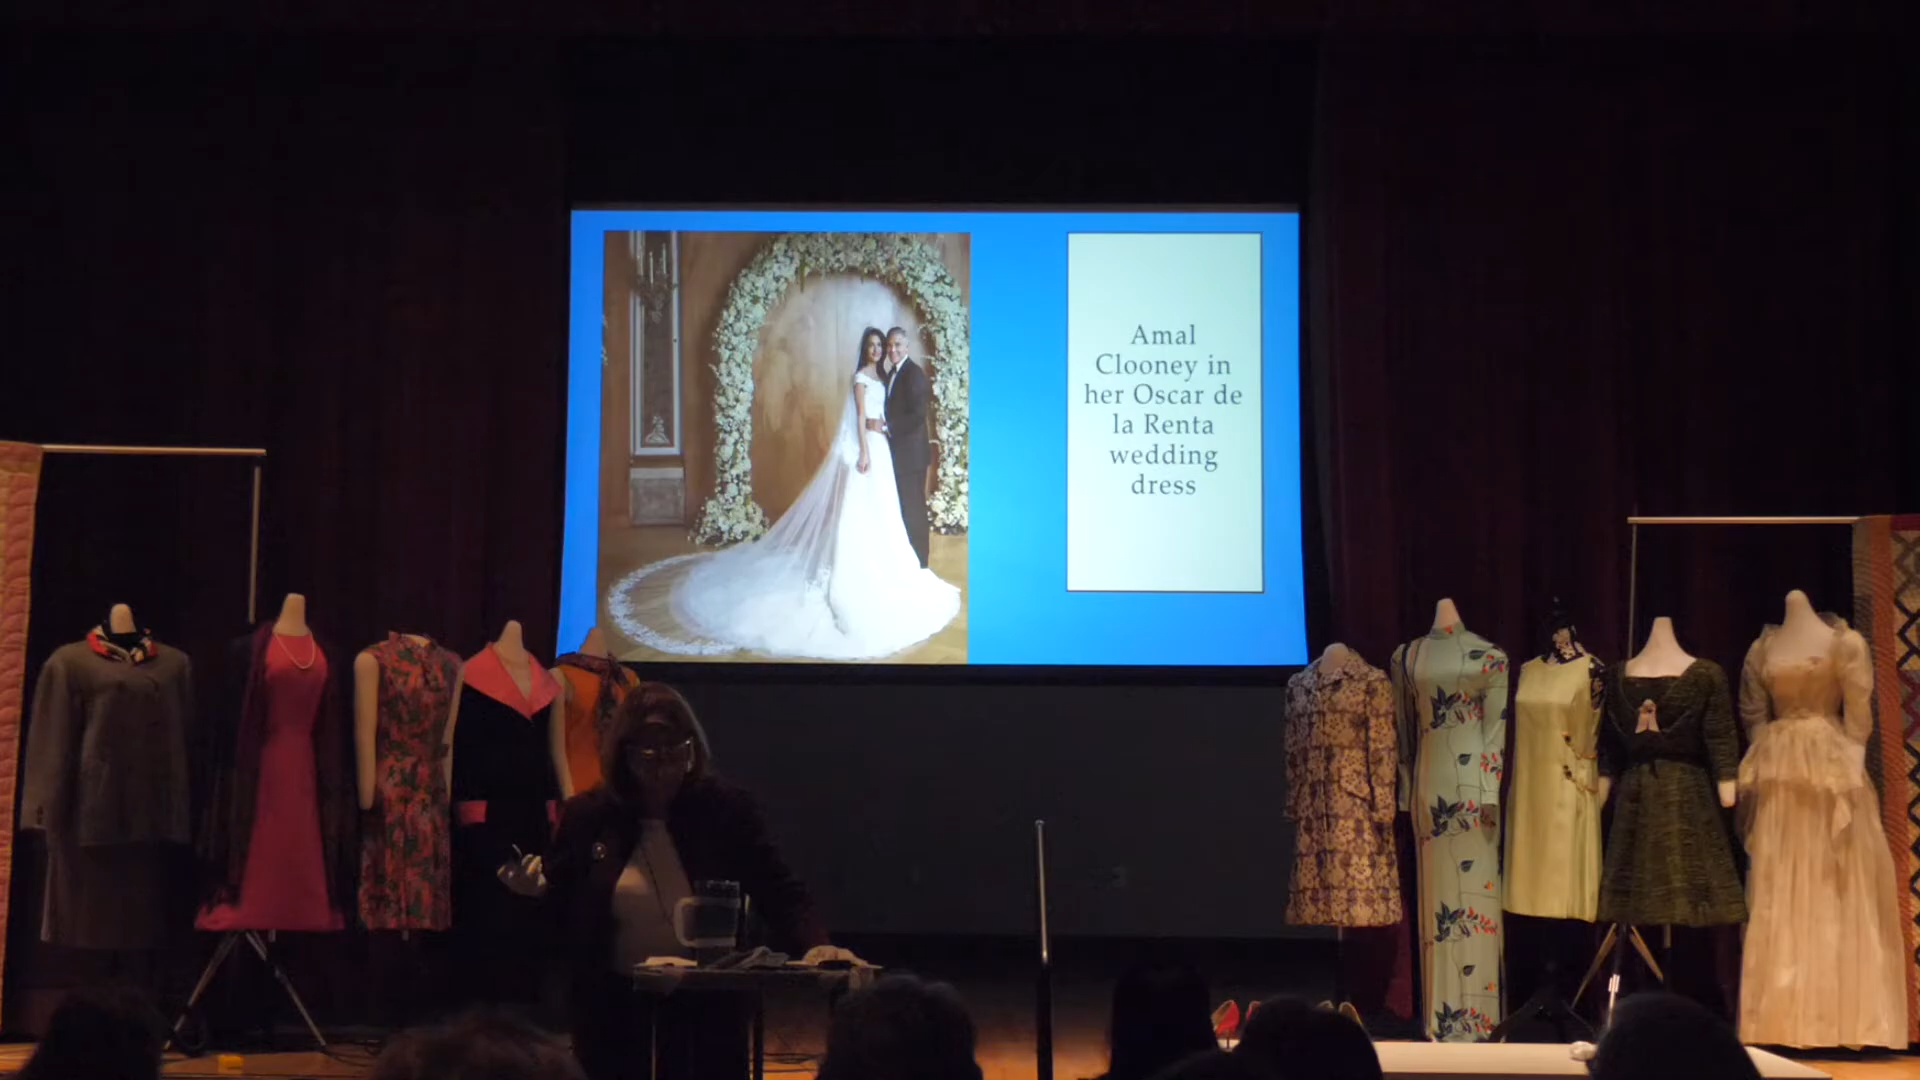 Amal
Clooney in
her Oscar de
la Renta
wedding
dress